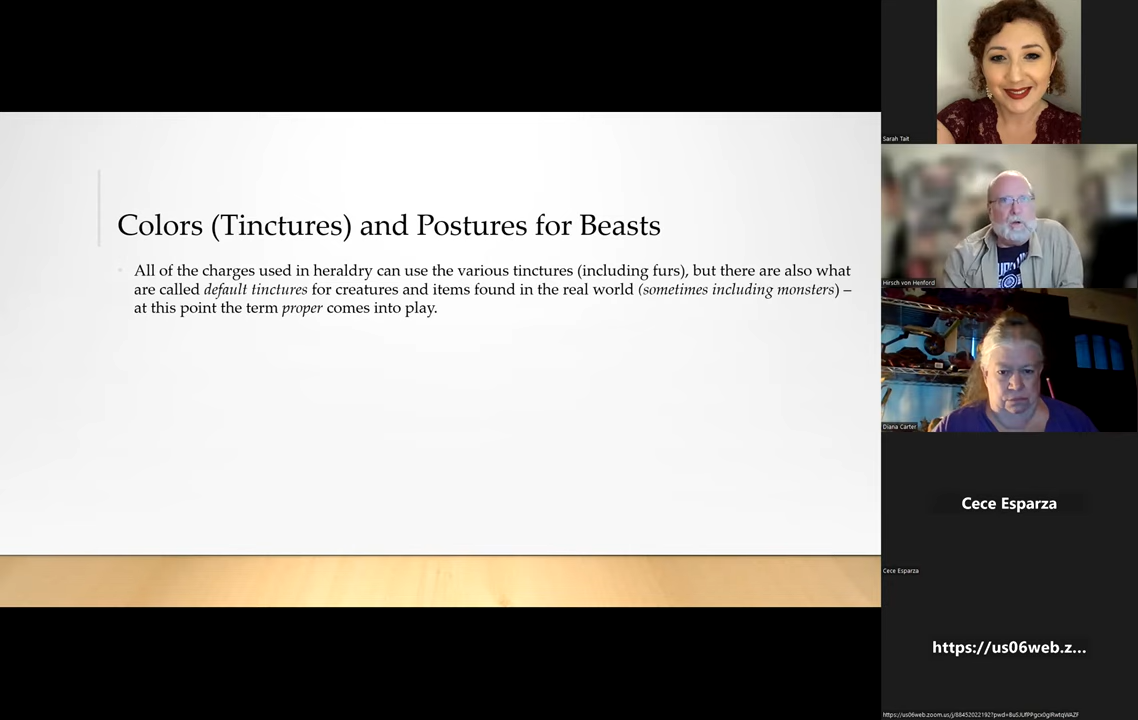 Colors (Tinctures) and Postures for Beasts
All of the charges used in heraldry can use the various tinctures (including furs), but there are also what
are called default tinctures for creatures and items found in the real world (sometimes including monsters) –
at this point the term proper comes into play.
Sarah Tait
Hirsch von Henford
Diana Carter
Cece Esparza
Cece Esparza
https://us06web.z...